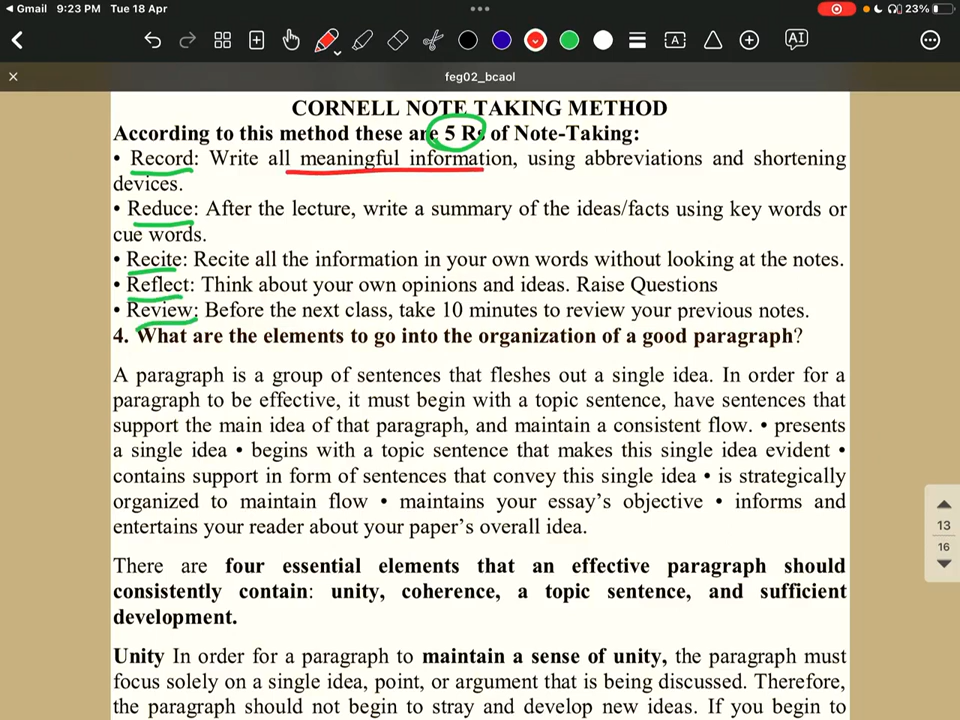 Gmail 9:23 PM Tue 18 Apr 23%
A AI
× feg02_bcaol
CORNELL NOTE TAKING METHOD
According to this method these are 5 Rs of Note-Taking:
• Record: Write all meaningful information, using abbreviations and shortening
devices.
• Reduce: After the lecture, write a summary of the ideas/facts using key words or
cue words.
• Recite: Recite all the information in your own words without looking at the notes.
• Reflect: Think about your own opinions and ideas. Raise Questions
• Review: Before the next class, take 10 minutes to review your previous notes.
4. What are the elements to go into the organization of a good paragraph?
A paragraph is a group of sentences that fleshes out a single idea. In order for a
paragraph to be effective, it must begin with a topic sentence, have sentences that
support the main idea of that paragraph, and maintain a consistent flow. • presents
a single idea • begins with a topic sentence that makes this single idea evident •
contains support in form of sentences that convey this single idea • is strategically
organized to maintain flow • maintains your essay’s objective • informs and
entertains your reader about your paper’s overall idea.
There are four essential elements that an effective paragraph should
consistently contain: unity, coherence, a topic sentence, and sufficient
development.
Unity In order for a paragraph to maintain a sense of unity, the paragraph must
focus solely on a single idea, point, or argument that is being discussed. Therefore,
the paragraph should not begin to stray and develop new ideas. If you begin to
13
16